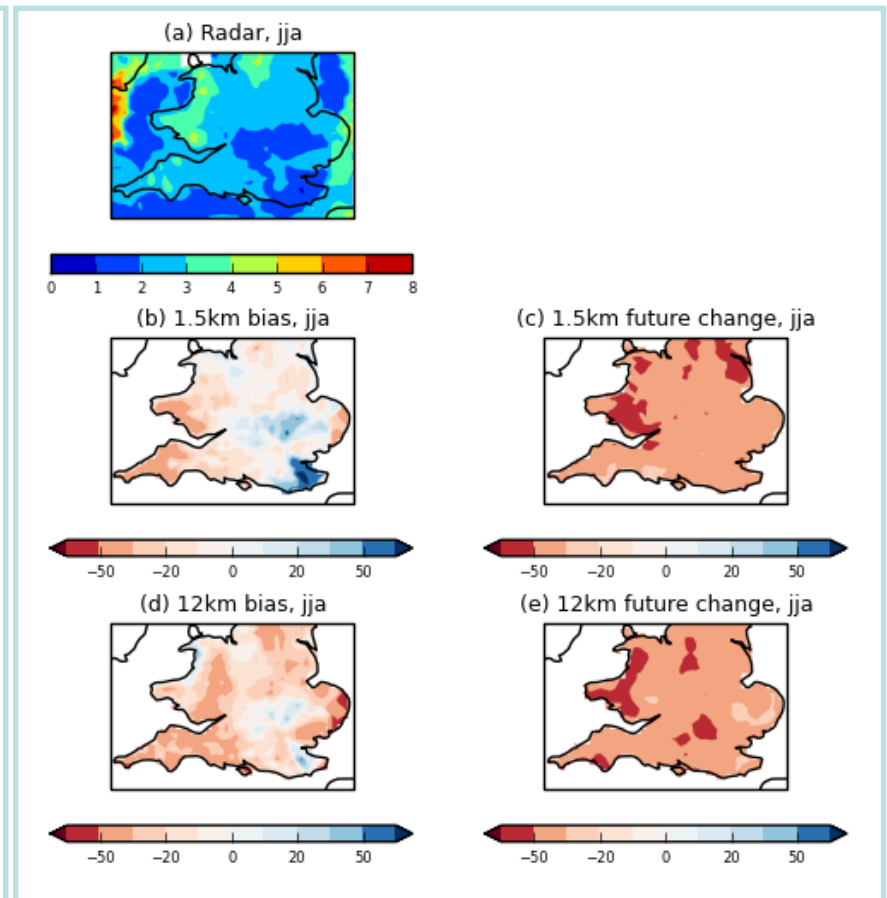 (a) Radar, jja
0 1 2 3 4 5 6 7 8
(b) 1.5km bias, jja
(c) 1.5km future change, jja
−50 −20 0 20 50
−50 −20 0 20 50
(d) 12km bias, jja
(e) 12km future change, jja
−50 −20 0 20 50
−50 −20 0 20 50